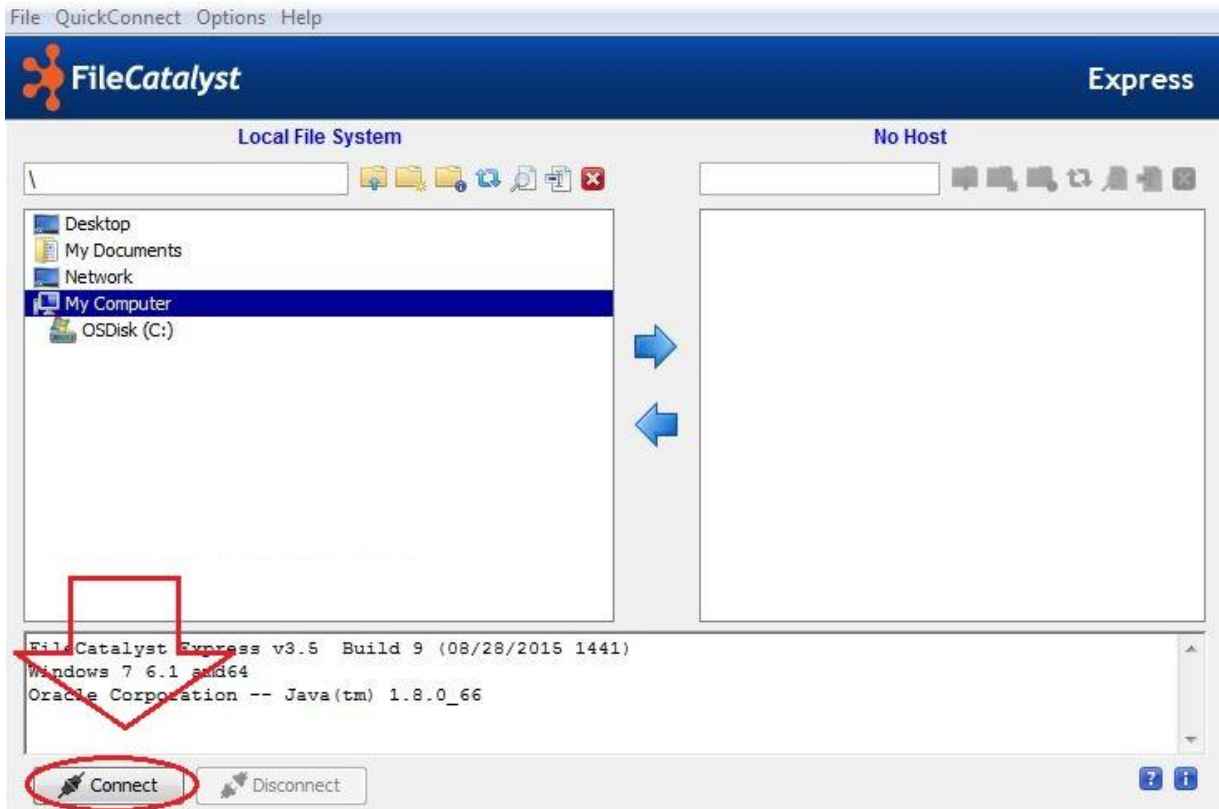 File QuickConnect Options Help
FileCatalyst Express
Local File System No Host
\
Desktop
My Documents
Network
My Computer
OSDisk (C:)
FileCatalyst Express v3.5 Build 9 (08/28/2015 1441)
Windows 7 6.1 amd64
Oracle Corporation -- Java(tm) 1.8.0_66
Connect Disconnect ? i